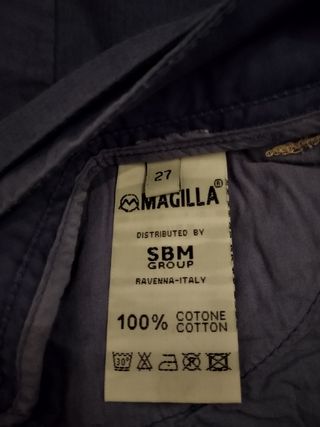 27
MAGILLA®
DISTRIBUTED BY
SBM
GROUP
RAVENNA-ITALY
100% COTONE
COTTON
30°